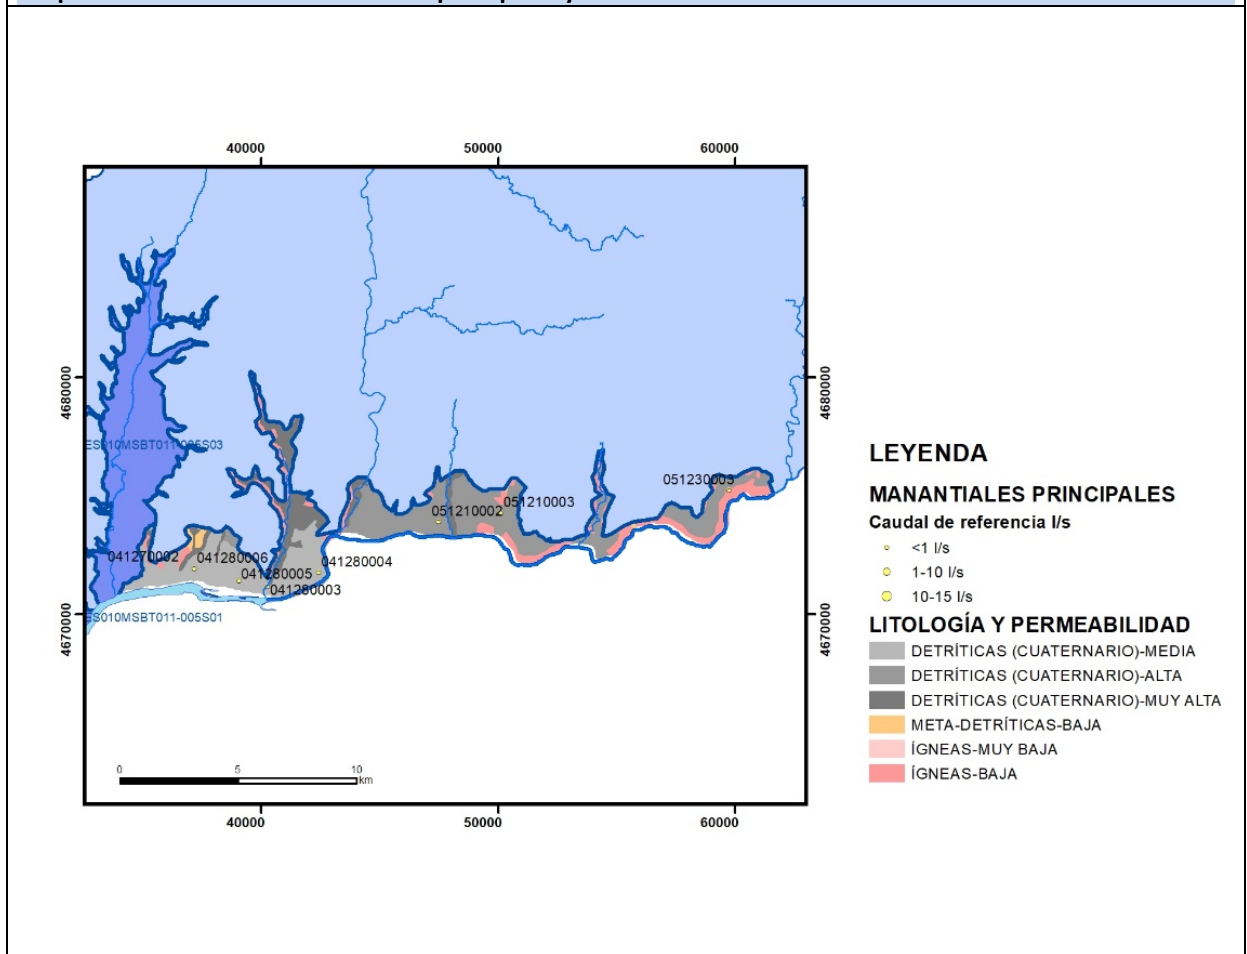 40000
50000
60000
4680000
4680000
ES010MSBT011-005S03
051230003
051210003
051210002
041270002
041280006
041280004
041280005
041280003
ES010MSBT011-005S01
4670000
4670000
0
5
10
km
40000
50000
60000
LEYENDA
MANANTIALES PRINCIPALES
Caudal de referencia l/s
<1 l/s
1-10 l/s
10-15 l/s
LITOLOGÍA Y PERMEABILIDAD
DETRÍTICAS (CUATERNARIO)-MEDIA
DETRÍTICAS (CUATERNARIO)-ALTA
DETRÍTICAS (CUATERNARIO)-MUY ALTA
META-DETRÍTICAS-BAJA
ÍGNEAS-MUY BAJA
ÍGNEAS-BAJA